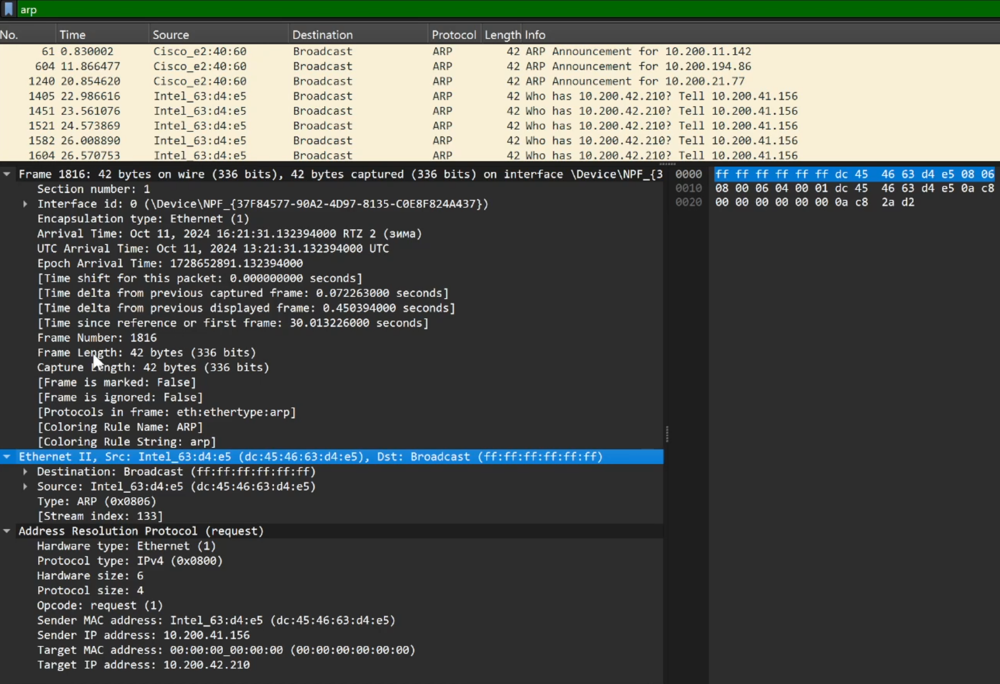 arp
No. Time Source Destination Protocol Length Info
61 0.830002 Cisco_e2:40:60 Broadcast ARP 42 ARP Announcement for 10.200.11.142
604 11.866477 Cisco_e2:40:60 Broadcast ARP 42 ARP Announcement for 10.200.194.86
1240 20.854620 Cisco_e2:40:60 Broadcast ARP 42 ARP Announcement for 10.200.21.77
1405 22.986616 Intel_63:d4:e5 Broadcast ARP 42 Who has 10.200.42.210? Tell 10.200.41.156
1451 23.561076 Intel_63:d4:e5 Broadcast ARP 42 Who has 10.200.42.210? Tell 10.200.41.156
1521 24.573869 Intel_63:d4:e5 Broadcast ARP 42 Who has 10.200.42.210? Tell 10.200.41.156
1582 26.008890 Intel_63:d4:e5 Broadcast ARP 42 Who has 10.200.42.210? Tell 10.200.41.156
1604 26.570753 Intel_63:d4:e5 Broadcast ARP 42 Who has 10.200.42.210? Tell 10.200.41.156
Frame 1816: 42 bytes on wire (336 bits), 42 bytes captured (336 bits) on interface \Device\NPF_{3
Section number: 1
Interface id: 0 (\Device\NPF_{37F84577-90A2-4D97-8135-C0E8F824A437})
Encapsulation type: Ethernet (1)
Arrival Time: Oct 11, 2024 16:21:31.132394000 RTZ 2 (зима)
UTC Arrival Time: Oct 11, 2024 13:21:31.132394000 UTC
Epoch Arrival Time: 1728652891.132394000
[Time shift for this packet: 0.000000000 seconds]
[Time delta from previous captured frame: 0.072263000 seconds]
[Time delta from previous displayed frame: 0.450394000 seconds]
[Time since reference or first frame: 30.013226000 seconds]
Frame Number: 1816
Frame Length: 42 bytes (336 bits)
Capture Length: 42 bytes (336 bits)
[Frame is marked: False]
[Frame is ignored: False]
[Protocols in frame: eth:ethertype:arp]
[Coloring Rule Name: ARP]
[Coloring Rule String: arp]
Ethernet II, Src: Intel_63:d4:e5 (dc:45:46:63:d4:e5), Dst: Broadcast (ff:ff:ff:ff:ff:ff)
Destination: Broadcast (ff:ff:ff:ff:ff:ff)
Source: Intel_63:d4:e5 (dc:45:46:63:d4:e5)
Type: ARP (0x0806)
[Stream index: 133]
Address Resolution Protocol (request)
Hardware type: Ethernet (1)
Protocol type: IPv4 (0x0800)
Hardware size: 6
Protocol size: 4
Opcode: request (1)
Sender MAC address: Intel_63:d4:e5 (dc:45:46:63:d4:e5)
Sender IP address: 10.200.41.156
Target MAC address: 00:00:00_00:00:00 (00:00:00:00:00:00)
Target IP address: 10.200.42.210
0000 ff ff ff ff ff ff dc 45 46 63 d4 e5 08 06
0010 08 00 06 04 00 01 dc 45 46 63 d4 e5 0a c8
0020 00 00 00 00 00 00 0a c8 2a d2